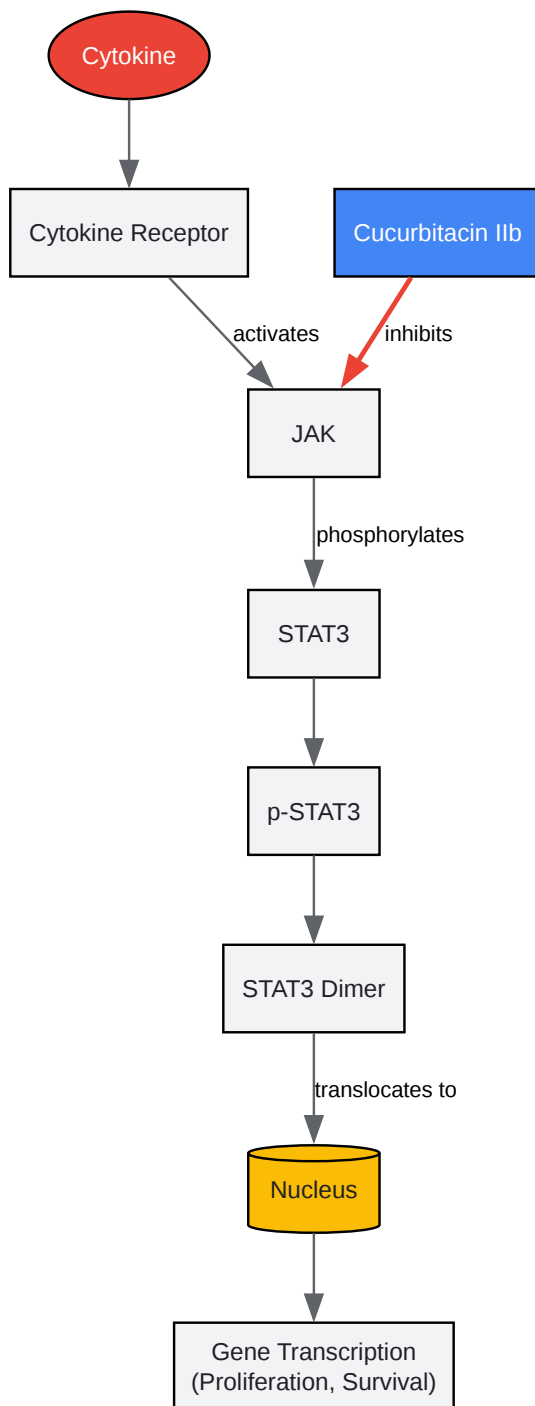 Cytokine
Cytokine Receptor
Cucurbitacin IIb
activates
inhibits
JAK
phosphorylates
STAT3
p-STAT3
STAT3 Dimer
translocates to
Nucleus
Gene Transcription
(Proliferation, Survival)